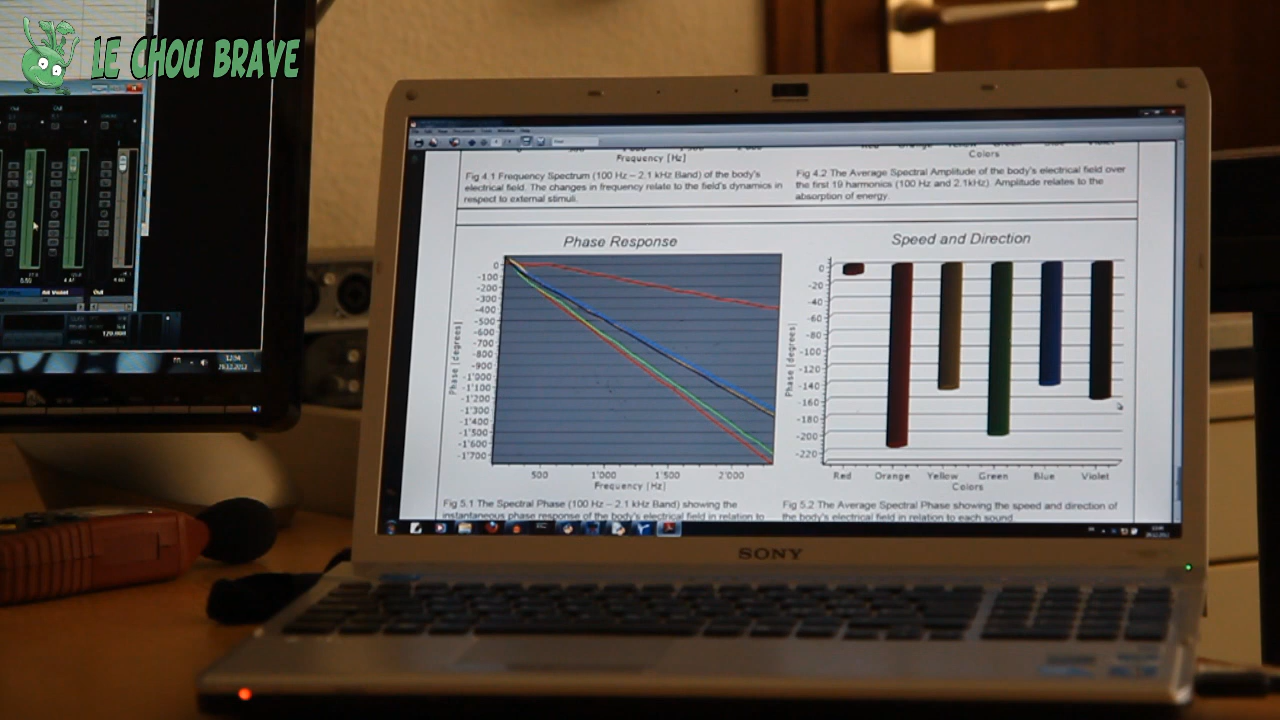 LE CHOU BRAVE
Frequency [Hz]
Colors
Fig 4.1 Frequency Spectrum (100 Hz – 2.1 kHz Band) of the body's
electrical field. The changes in frequency relate to the field's dynamics in
respect to external stimuli.
Fig 4.2 The Average Spectral Amplitude of the body's electrical field over
the first 19 harmonics (100 Hz and 2.1kHz). Amplitude relates to the
absorption of energy.
Phase Response
0
-100
-200
-300
-400
-500
-600
-700
-800
-900
-1'000
-1'100
-1'200
-1'300
-1'400
-1'500
-1'600
-1'700
Phase [degrees]
500 1'000 1'500 2'000
Frequency [Hz]
Speed and Direction
0
-20
-40
-60
-80
-100
-120
-140
-160
-180
-200
-220
Phase [degrees]
Red Orange Yellow Green Blue Violet
Colors
Fig 5.1 The Spectral Phase (100 Hz – 2.1 kHz Band) showing the
instantaneous phase response of the body's electrical field in relation to
Fig 5.2 The Average Spectral Phase showing the speed and direction of
the body's electrical field in relation to each sound.
SONY